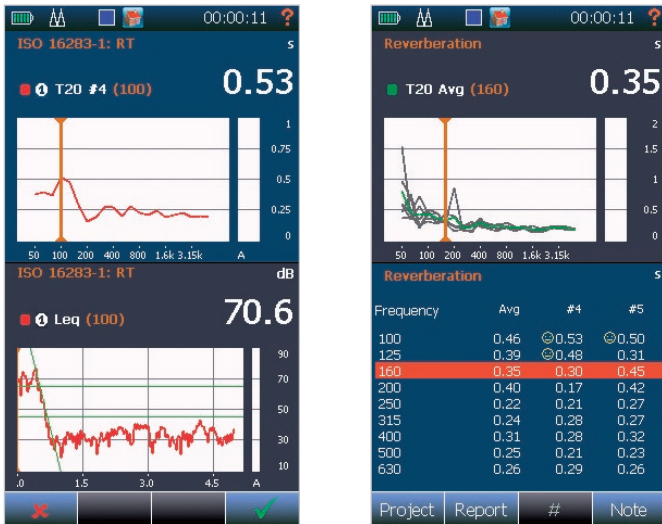 00:00:11 ?
ISO 16283-1: RT s
1 T20 #4 (100) 0.53
1
0.75
0.5
0.25
0
50 100 200 400 800 1.6k 3.15k A
ISO 16283-1: RT dB
1 Leq (100) 70.6
90
70
50
30
10
.0 1.5 3.0 4.5 A
00:00:11 ?
Reverberation s
T20 Avg (160) 0.35
2
1.5
1
0.5
0
50 100 200 400 800 1.6k 3.15k
Reverberation s
Frequency Avg #4 #5
100 0.46 0.53 0.50
125 0.39 0.48 0.31
160 0.35 0.30 0.45
200 0.40 0.17 0.42
250 0.22 0.21 0.27
315 0.24 0.28 0.27
400 0.31 0.28 0.32
500 0.25 0.21 0.23
630 0.26 0.29 0.26
Project Report # Note